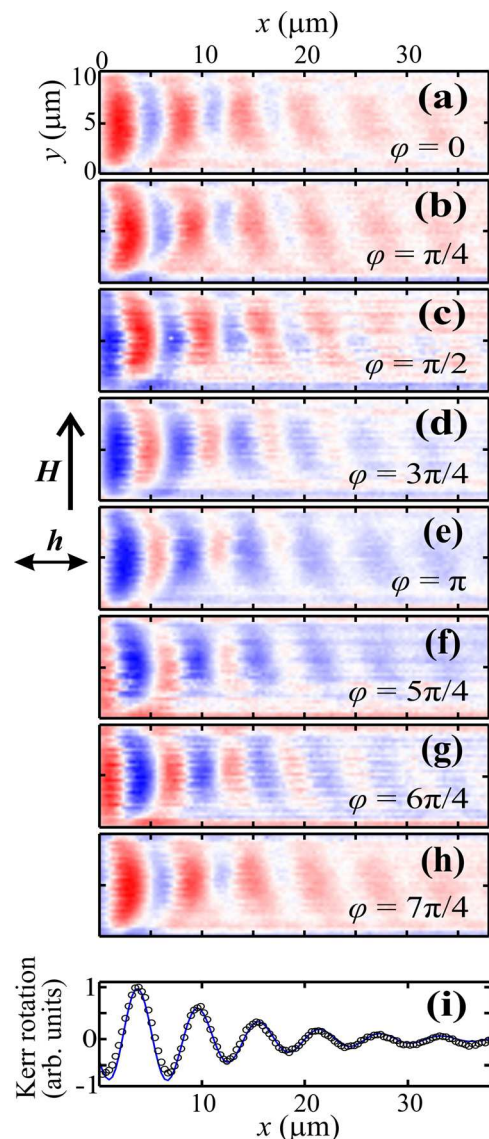 x (μm)
0 10 20 30
10
0
y (μm)
(a)
φ = 0
(b)
φ = π/4
(c)
φ = π/2
(d)
φ = 3π/4
H
h
(e)
φ = π
(f)
φ = 5π/4
(g)
φ = 6π/4
(h)
φ = 7π/4
(i)
Kerr rotation
(arb. units)
1
0
-1
10 20 30
x (μm)